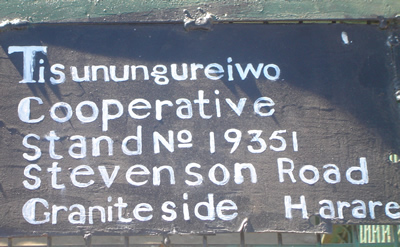 Tisunungureiwo
Cooperative
stand No 19351
stevenson Road
Graniteside Harare